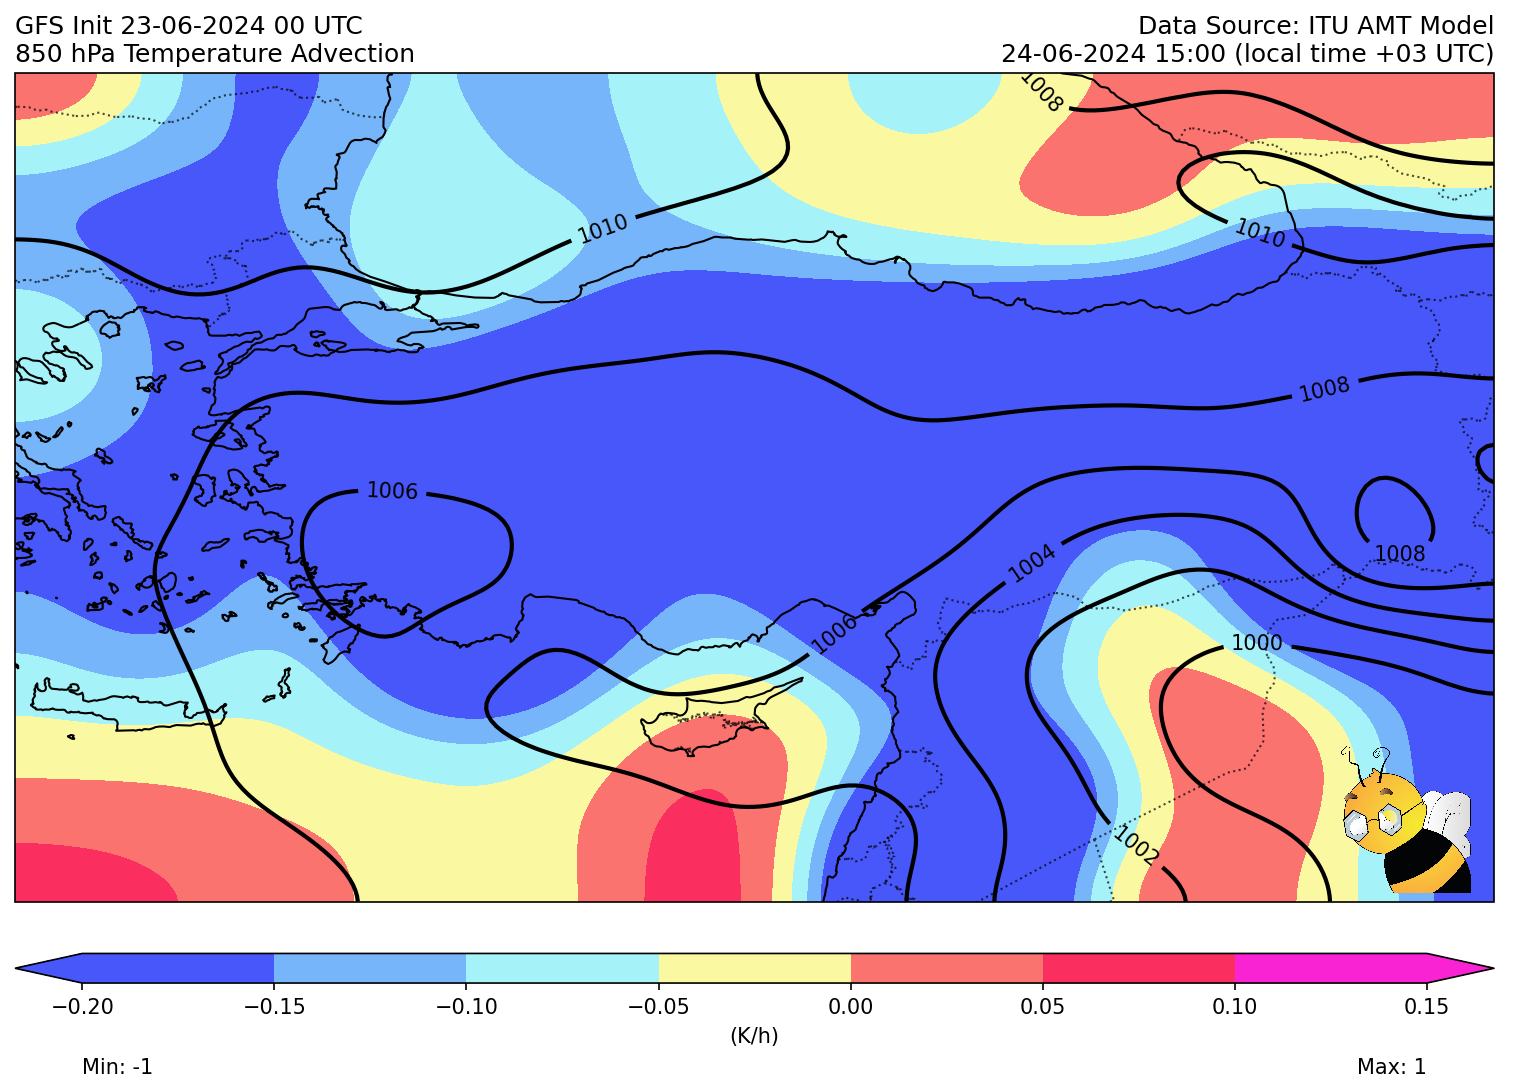 GFS Init 23-06-2024 00 UTC
850 hPa Temperature Advection
Data Source: ITU AMT Model
24-06-2024 15:00 (local time +03 UTC)
1008
1010
1010
1008
1006
1008
1004
1006
1000
1002
−0.20 −0.15 −0.10 −0.05 0.00 0.05 0.10 0.15
(K/h)
Min: -1
Max: 1